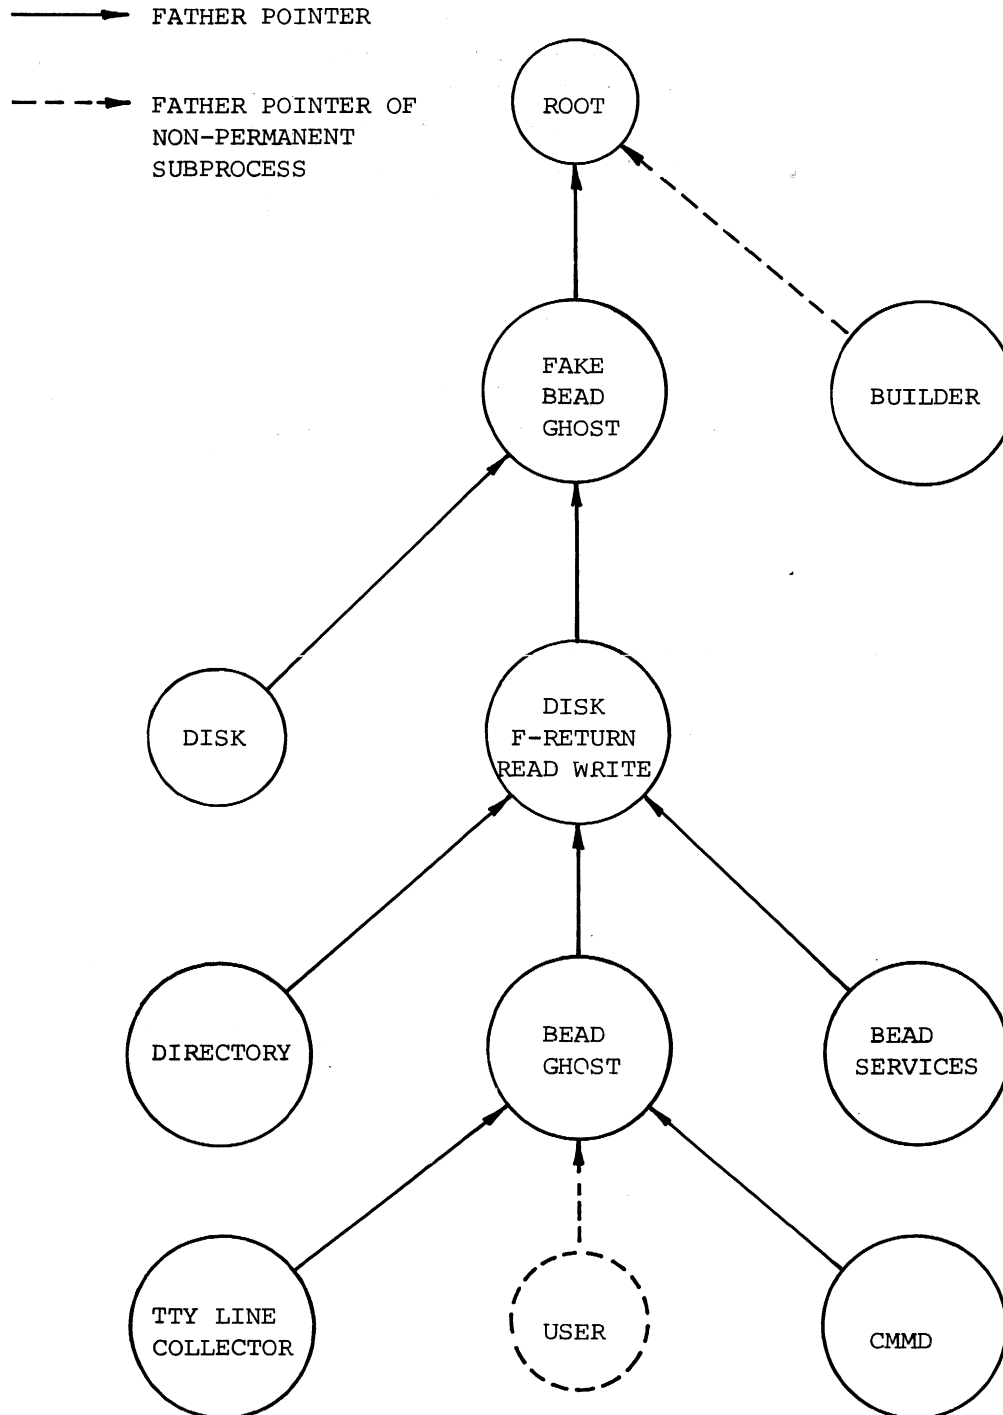 FATHER POINTER
FATHER POINTER OF
NON-PERMANENT
SUBPROCESS
ROOT
FAKE
BEAD
GHOST
BUILDER
DISK
DISK
F-RETURN
READ WRITE
DIRECTORY
BEAD
GHOST
BEAD
SERVICES
TTY LINE
COLLECTOR
USER
CMMD